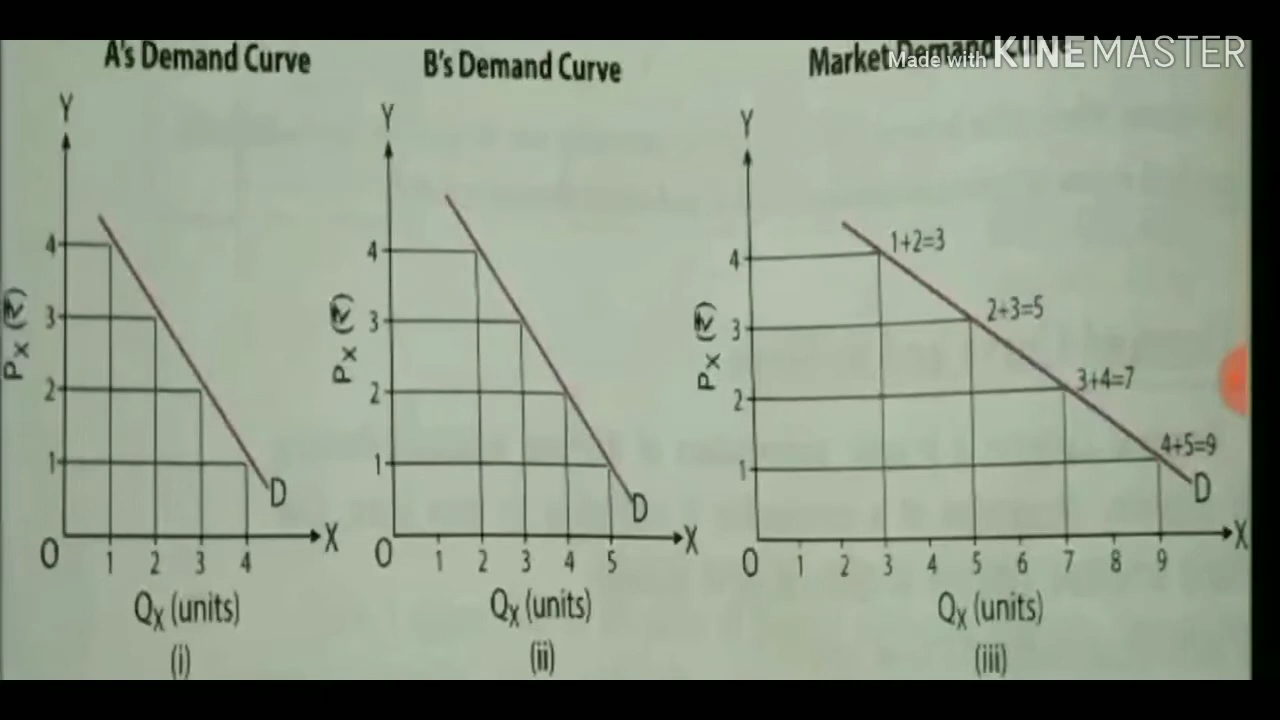 A's Demand Curve
Y
4
3
2
1
Px (₹)
D
O
1 2 3 4
X
Qx (units)
(i)
B's Demand Curve
Y
4
3
2
1
Px (₹)
D
O
1 2 3 4 5
X
Qx (units)
(ii)
Market Demand Curve
Made with KINEMASTER
Y
4
3
2
1
Px (₹)
1+2=3
2+3=5
3+4=7
4+5=9
D
O
1 2 3 4 5 6 7 8 9
X
Qx (units)
(iii)